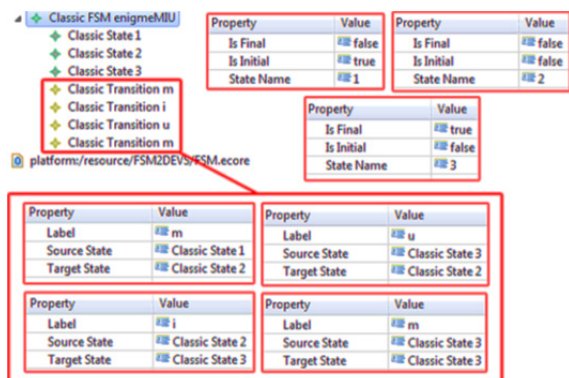 Classic FSM enigmeMIU
Classic State 1
Classic State 2
Classic State 3
Classic Transition m
Classic Transition i
Classic Transition u
Classic Transition m
platform:/resource/FSM2DEVS/FSM.ecore
Property Value
Is Final false
Is Initial true
State Name 1
Property Value
Is Final false
Is Initial false
State Name 2
Property Value
Is Final true
Is Initial false
State Name 3
Property Value
Label m
Source State Classic State 1
Target State Classic State 2
Property Value
Label u
Source State Classic State 3
Target State Classic State 2
Property Value
Label i
Source State Classic State 2
Target State Classic State 3
Property Value
Label m
Source State Classic State 3
Target State Classic State 3